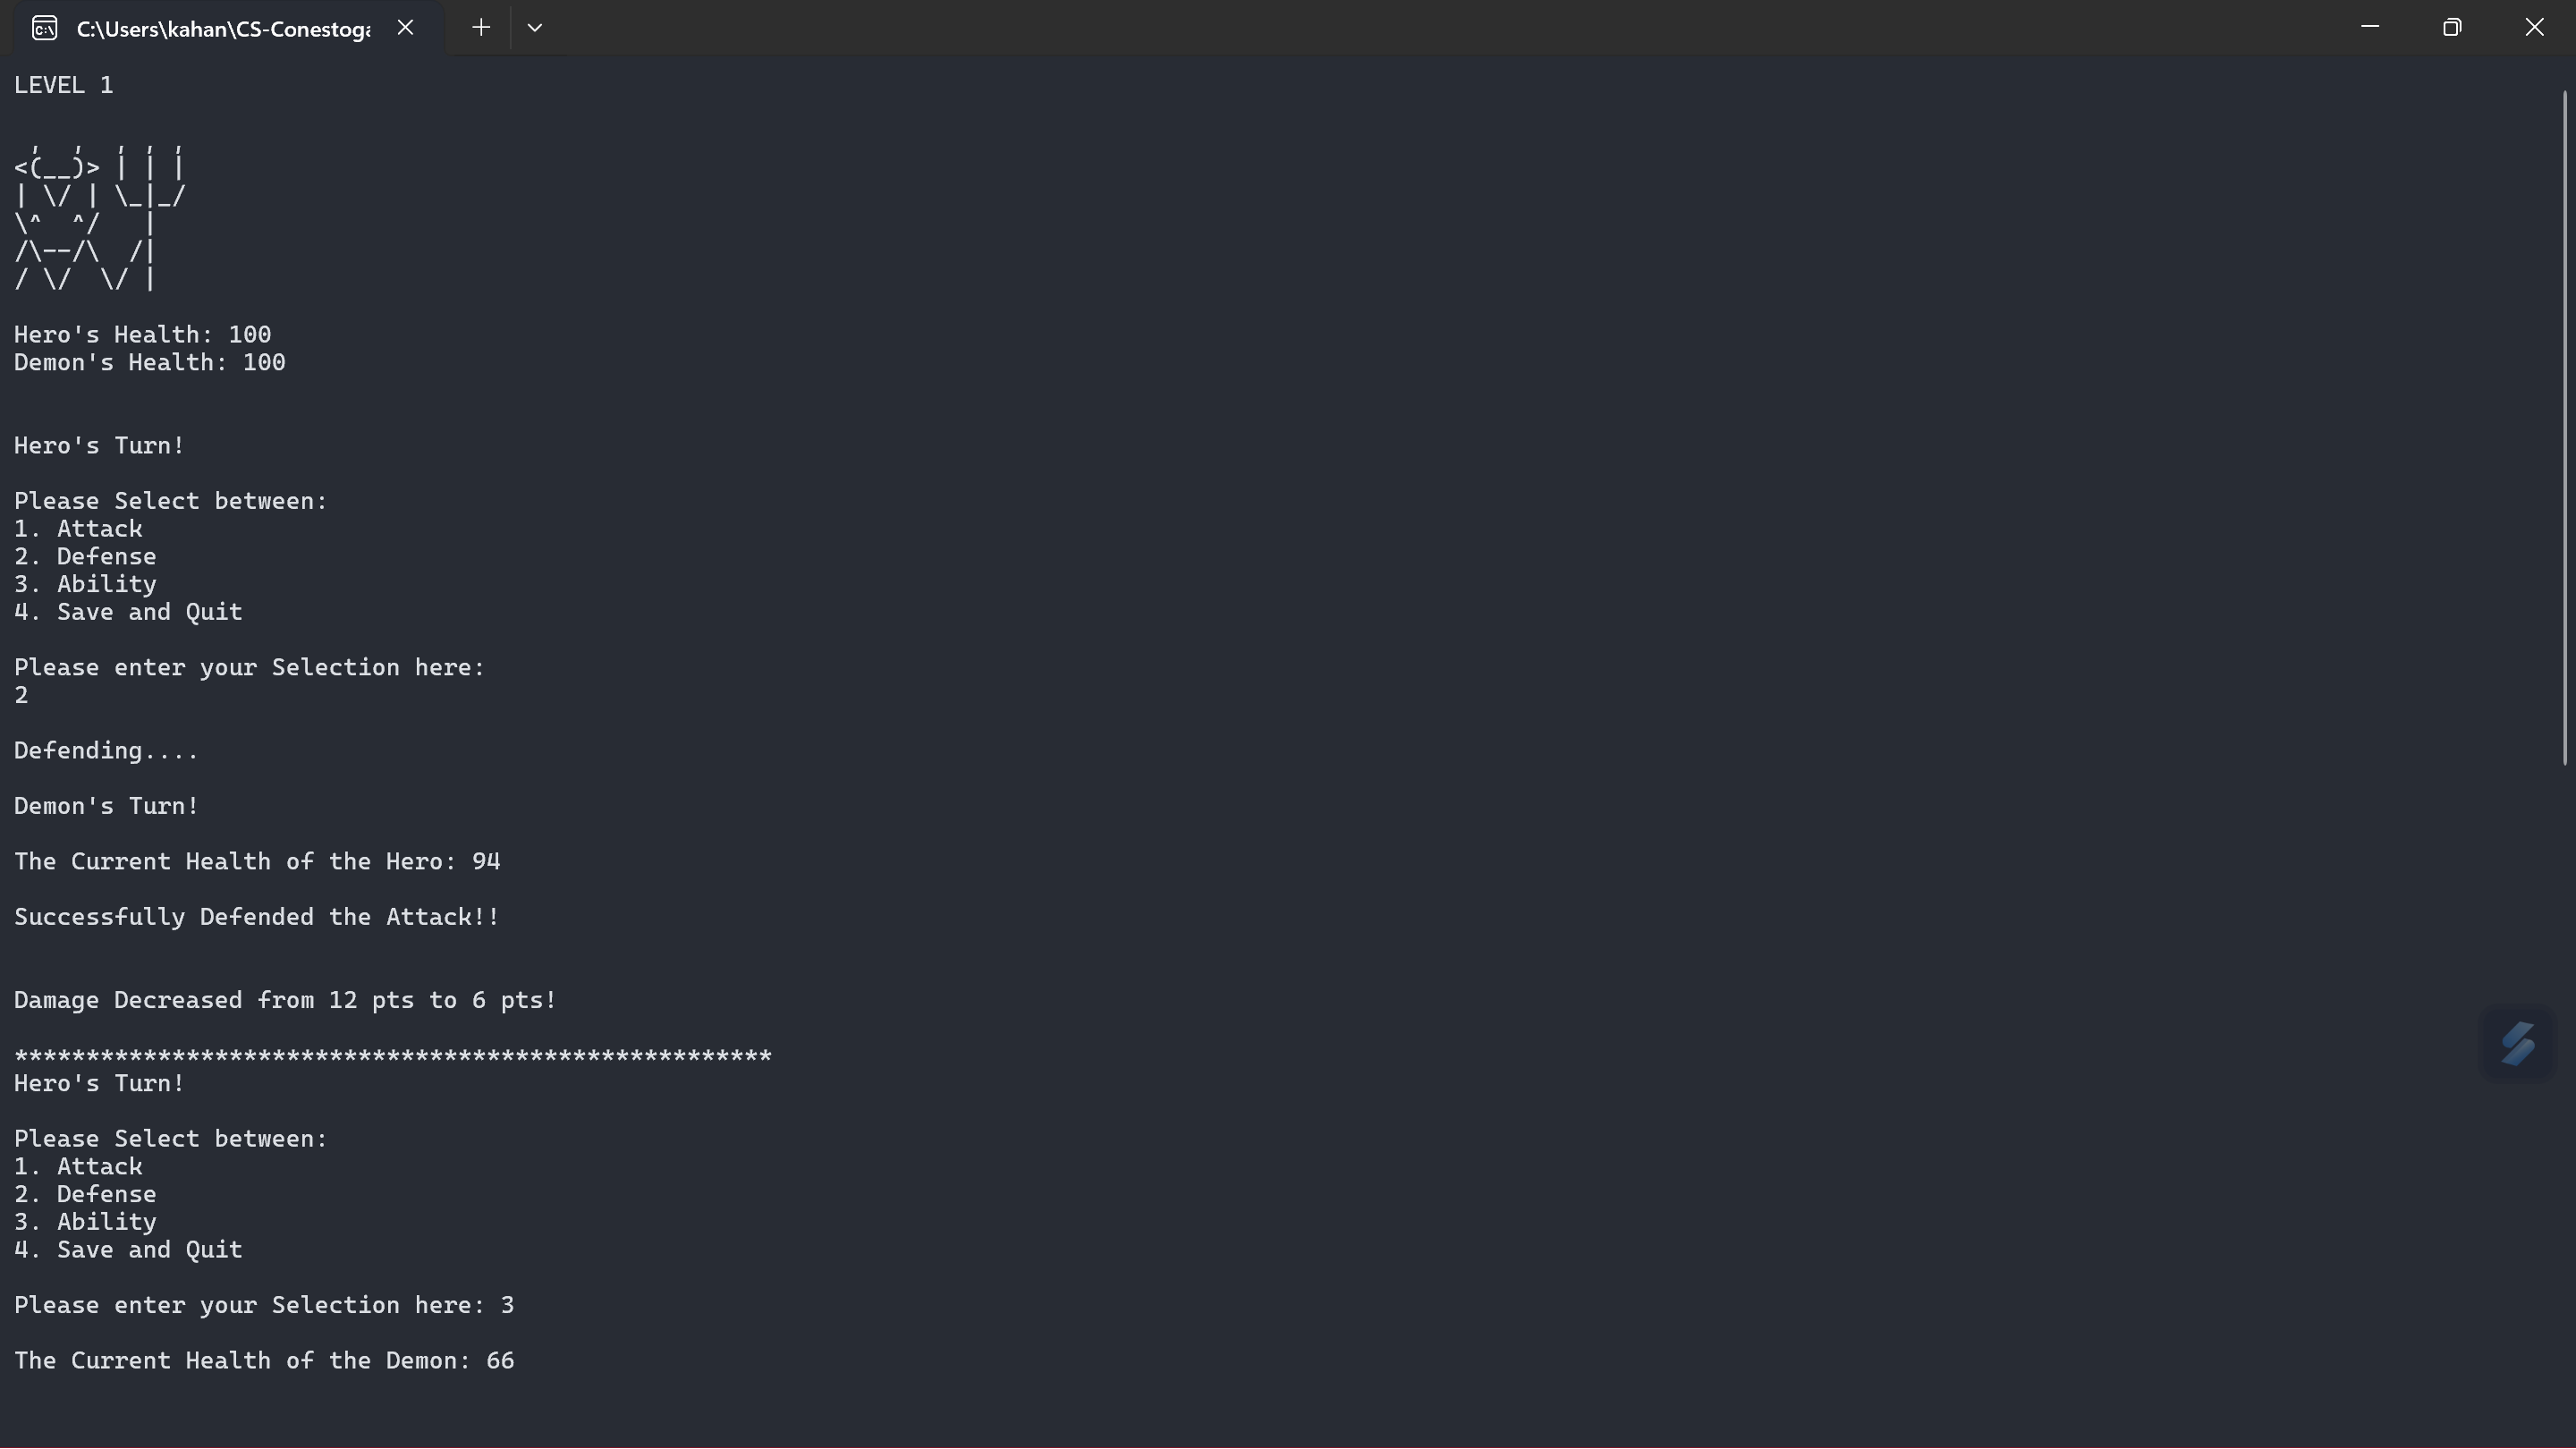 C:\Users\kahan\CS-Conestoga
LEVEL 1
  ,  ,  , , ,
<(__)> | | |
| \/ | \_|_/
\^  ^/   |
/\--/\  /|
/ \/  \/ |
Hero's Health: 100
Demon's Health: 100
Hero's Turn!
Please Select between:
1. Attack
2. Defense
3. Ability
4. Save and Quit
Please enter your Selection here:
2
Defending....
Demon's Turn!
The Current Health of the Hero: 94
Successfully Defended the Attack!!
Damage Decreased from 12 pts to 6 pts!
*****************************************************
Hero's Turn!
Please Select between:
1. Attack
2. Defense
3. Ability
4. Save and Quit
Please enter your Selection here: 3
The Current Health of the Demon: 66